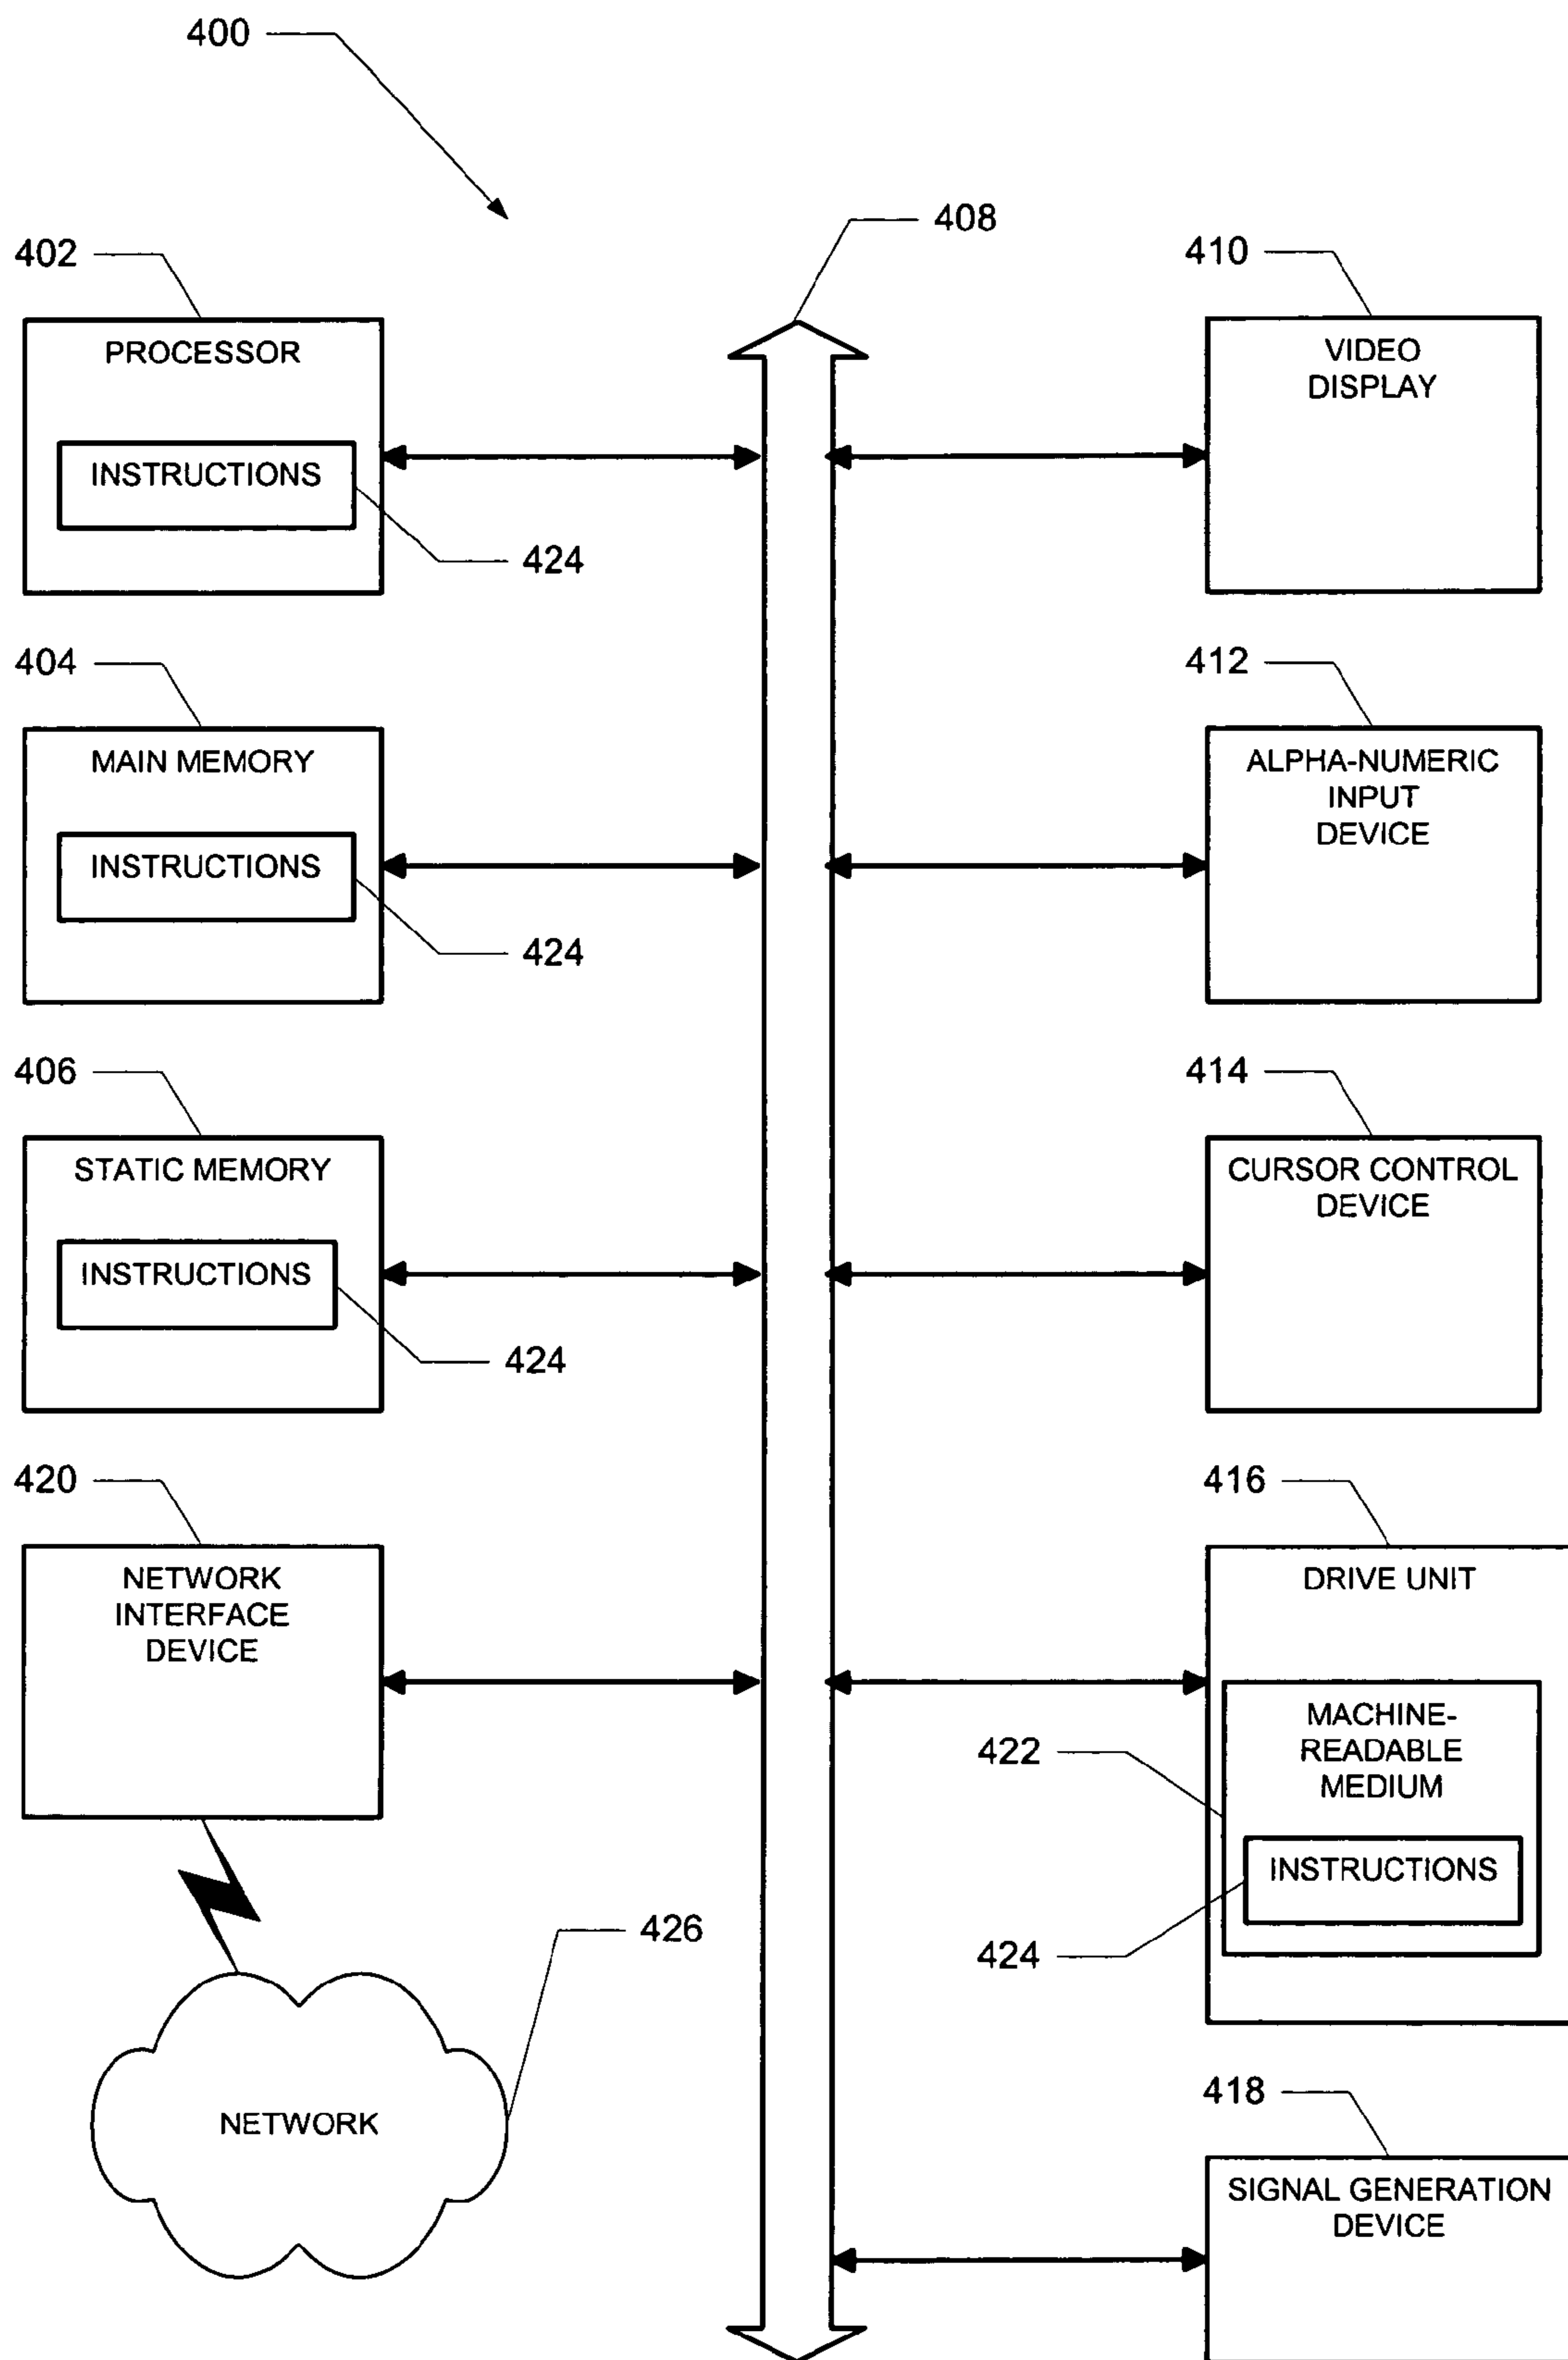 400
408
402
PROCESSOR
INSTRUCTIONS
424
410
VIDEO
DISPLAY
404
MAIN MEMORY
INSTRUCTIONS
424
412
ALPHA-NUMERIC
INPUT
DEVICE
406
STATIC MEMORY
INSTRUCTIONS
424
414
CURSOR CONTROL
DEVICE
420
NETWORK
INTERFACE
DEVICE
416
DRIVE UNIT
422
MACHINE-
READABLE
MEDIUM
INSTRUCTIONS
424
426
NETWORK
418
SIGNAL GENERATION
DEVICE